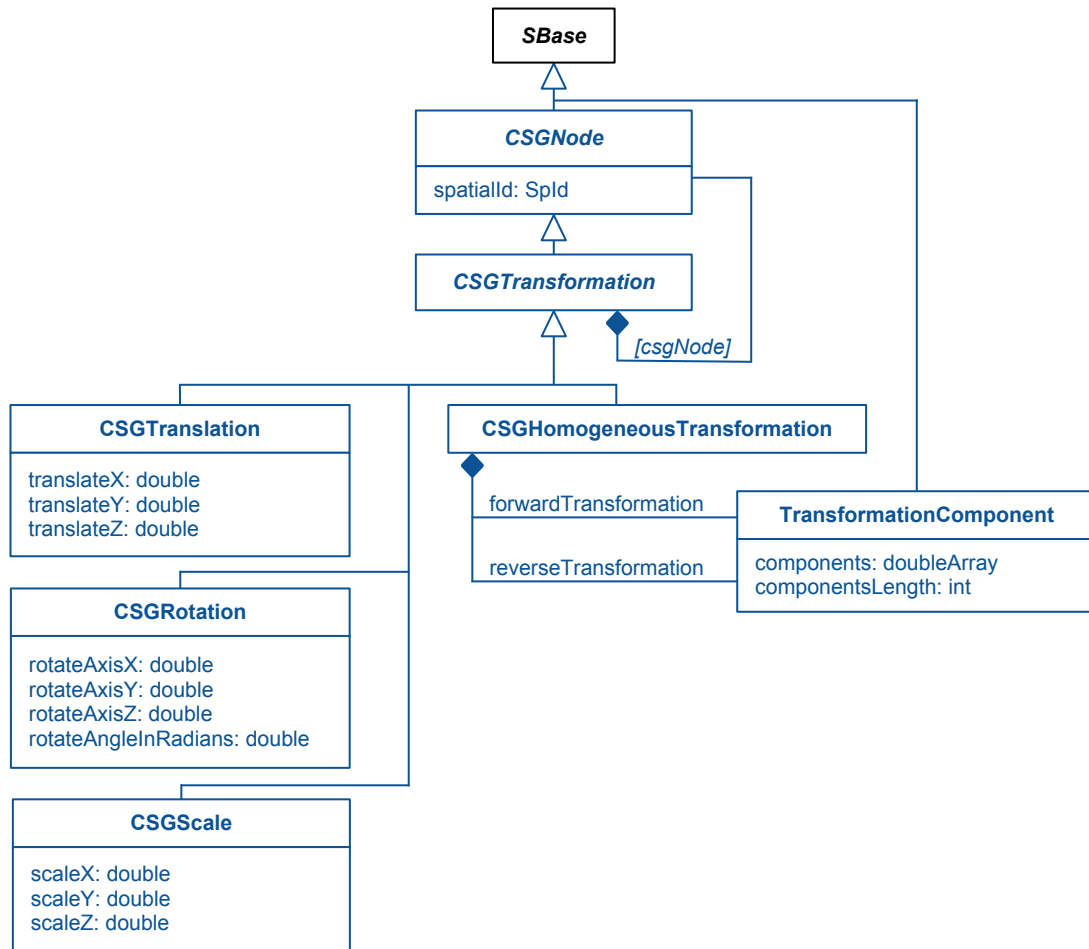 SBase
CSGNode
spatialId: SpId
CSGTransformation
[csgNode]
CSGTranslation
translateX: double
translateY: double
translateZ: double
CSGHomogeneousTransformation
forwardTransformation
reverseTransformation
TransformationComponent
components: doubleArray
componentsLength: int
CSGRotation
rotateAxisX: double
rotateAxisY: double
rotateAxisZ: double
rotateAngleInRadians: double
CSGScale
scaleX: double
scaleY: double
scaleZ: double